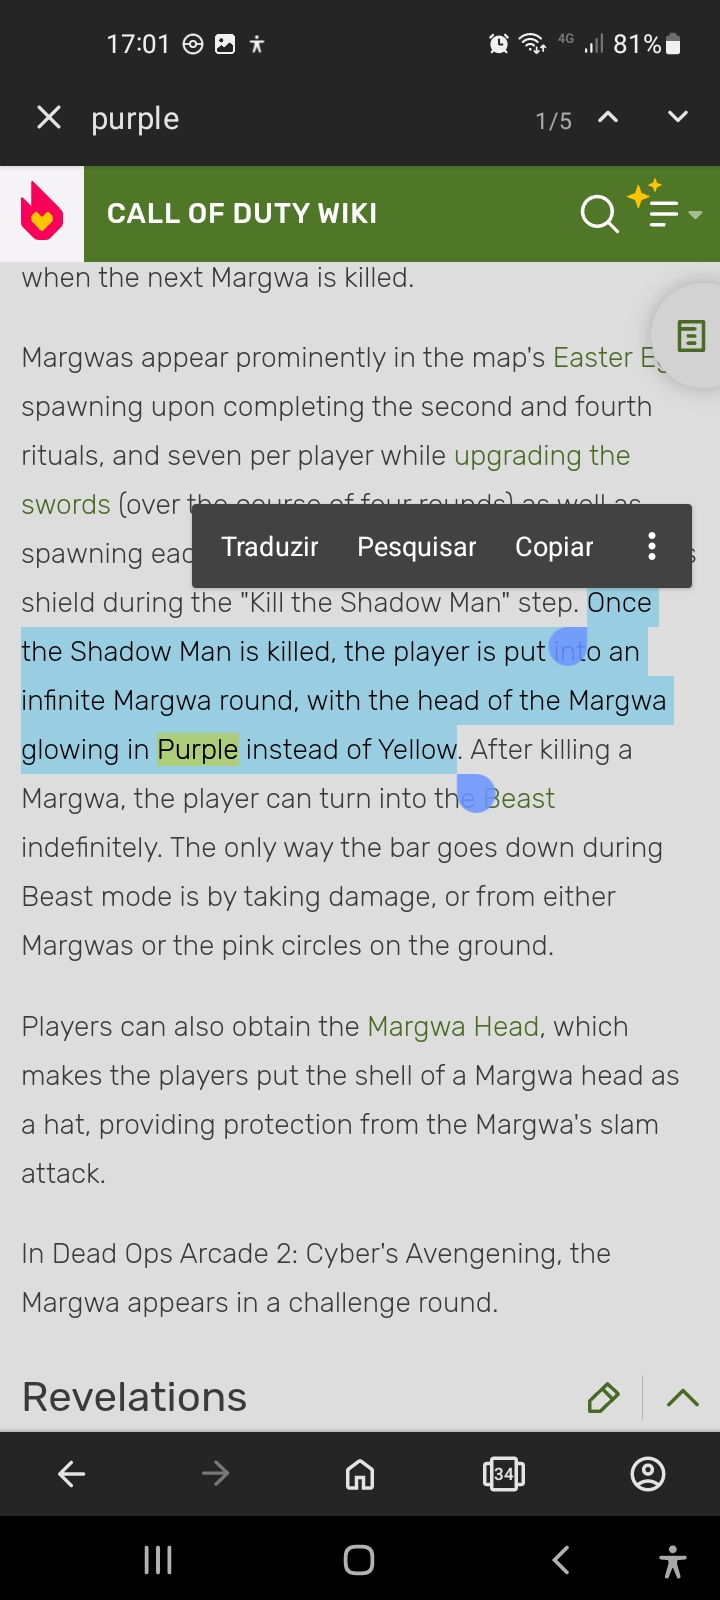 17:01
4G
81%
purple
1/5
CALL OF DUTY WIKI
when the next Margwa is killed.
Margwas appear prominently in the map's Easter
spawning upon completing the second and fourth
rituals, and seven per player while upgrading the
swords (over the course of four rounds) as well as
spawning
Traduzir Pesquisar Copiar
shield during the "Kill the Shadow Man" step. Once
the Shadow Man is killed, the player is put into an
infinite Margwa round, with the head of the Margwa
glowing in Purple instead of Yellow. After killing a
Margwa, the player can turn into the Beast
indefinitely. The only way the bar goes down during
Beast mode is by taking damage, or from either
Margwas or the pink circles on the ground.
Players can also obtain the Margwa Head, which
makes the players put the shell of a Margwa head as
a hat, providing protection from the Margwa's slam
attack.
In Dead Ops Arcade 2: Cyber's Avengening, the
Margwa appears in a challenge round.
Revelations
34